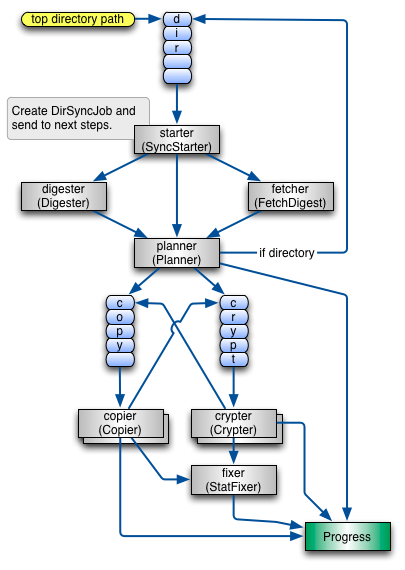 top directory path
d
i
r
Create DirSyncJob and
send to next steps.
starter
(SyncStarter)
digester
(Digester)
fetcher
(FetchDigest)
planner
(Planner)
if directory
c
o
p
y
c
r
y
p
t
copier
(Copier)
crypter
(Crypter)
fixer
(StatFixer)
Progress